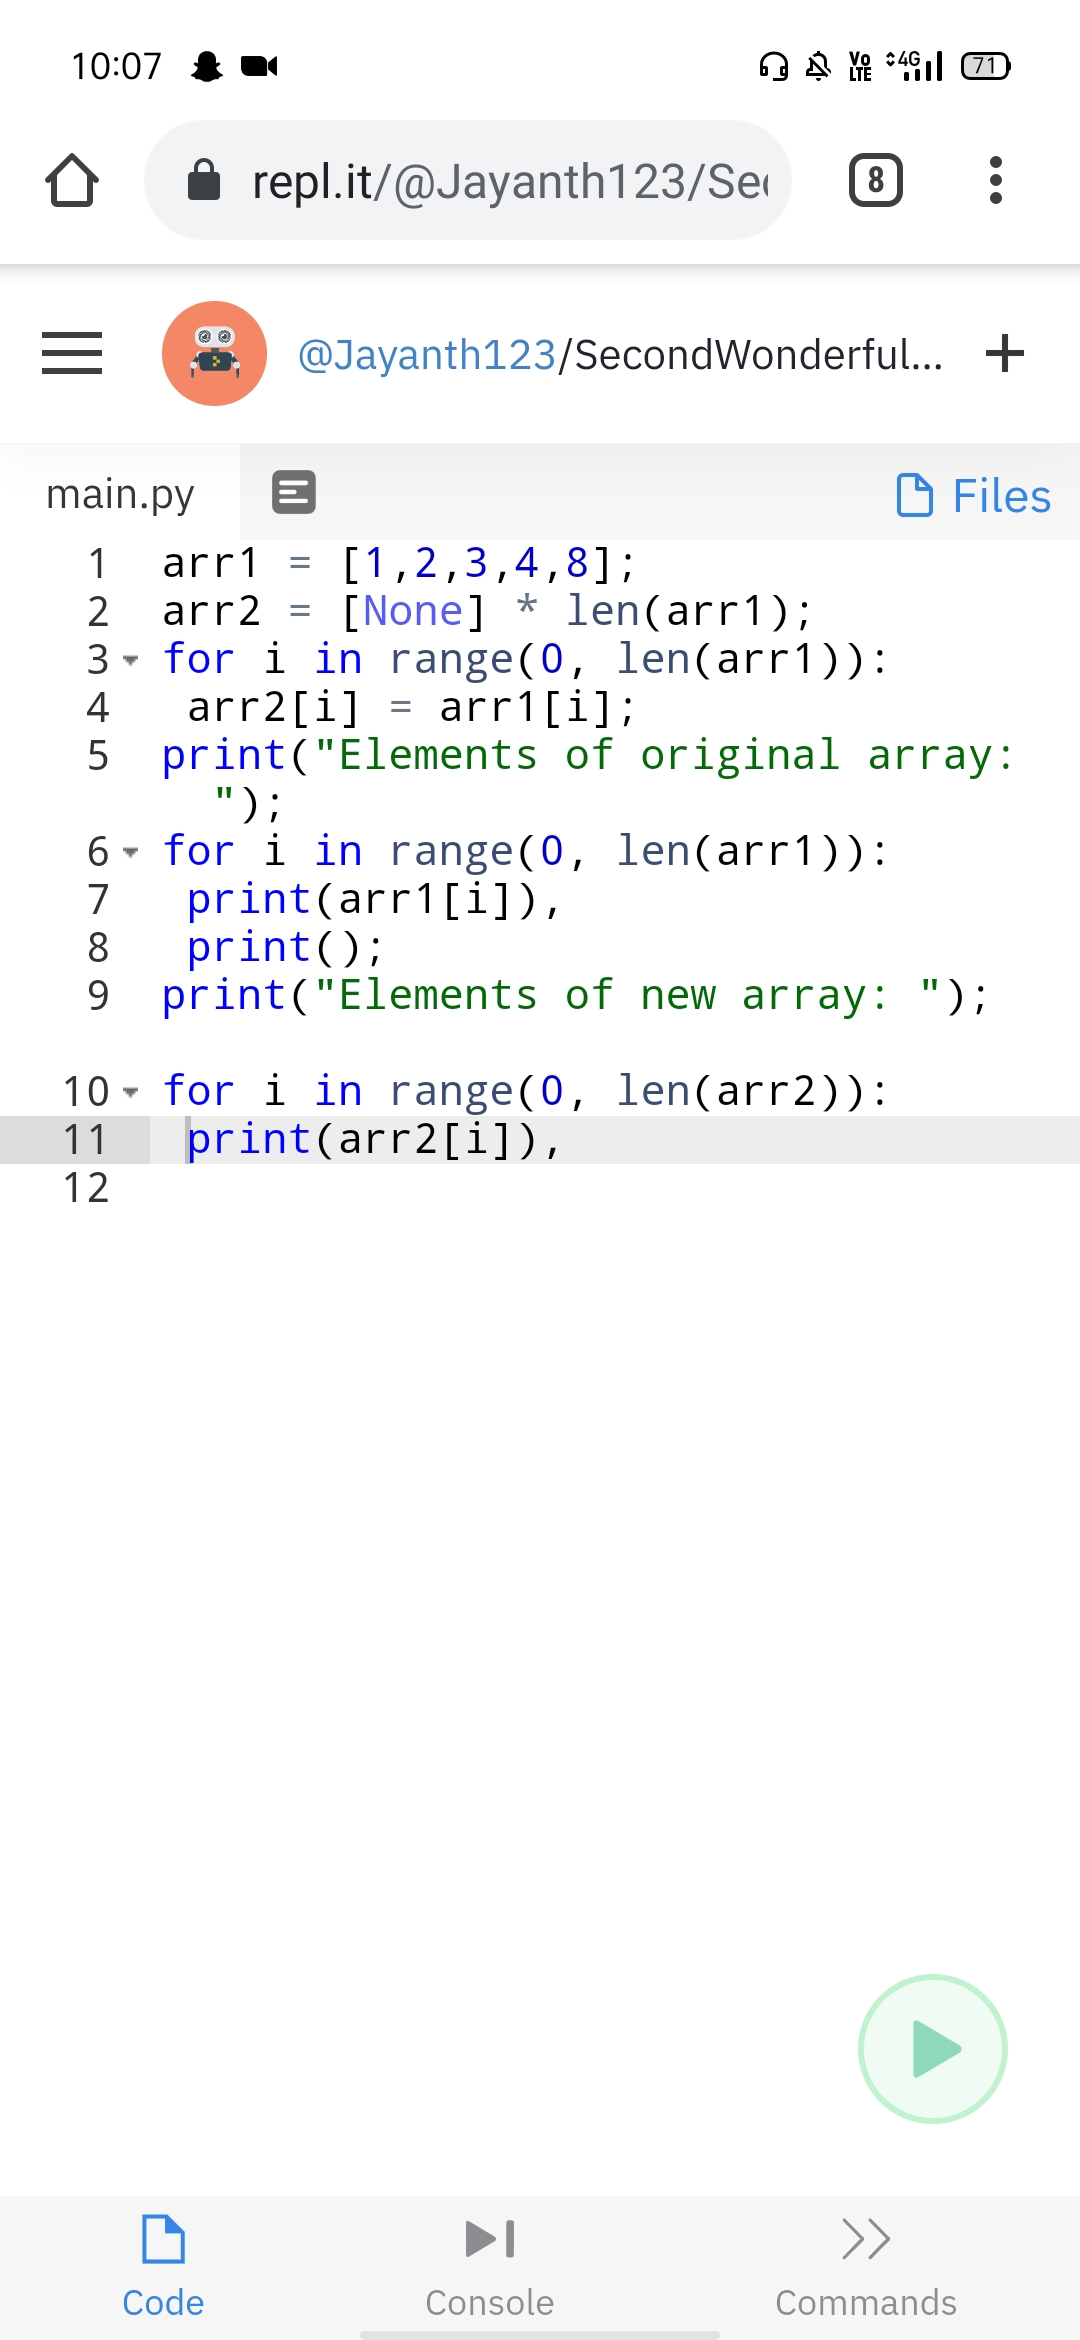 10:07 Vo LTE 4G 71
repl.it/@Jayanth123/Sec 8
@Jayanth123/SecondWonderful...
main.py Files
1 arr1 = [1,2,3,4,8];
2 arr2 = [None] * len(arr1);
3 for i in range(0, len(arr1)):
4  arr2[i] = arr1[i];
5 print("Elements of original array:
");
6 for i in range(0, len(arr1)):
7  print(arr1[i]),
8  print();
9 print("Elements of new array: ");
10 for i in range(0, len(arr2)):
11  print(arr2[i]),
12
Code Console Commands